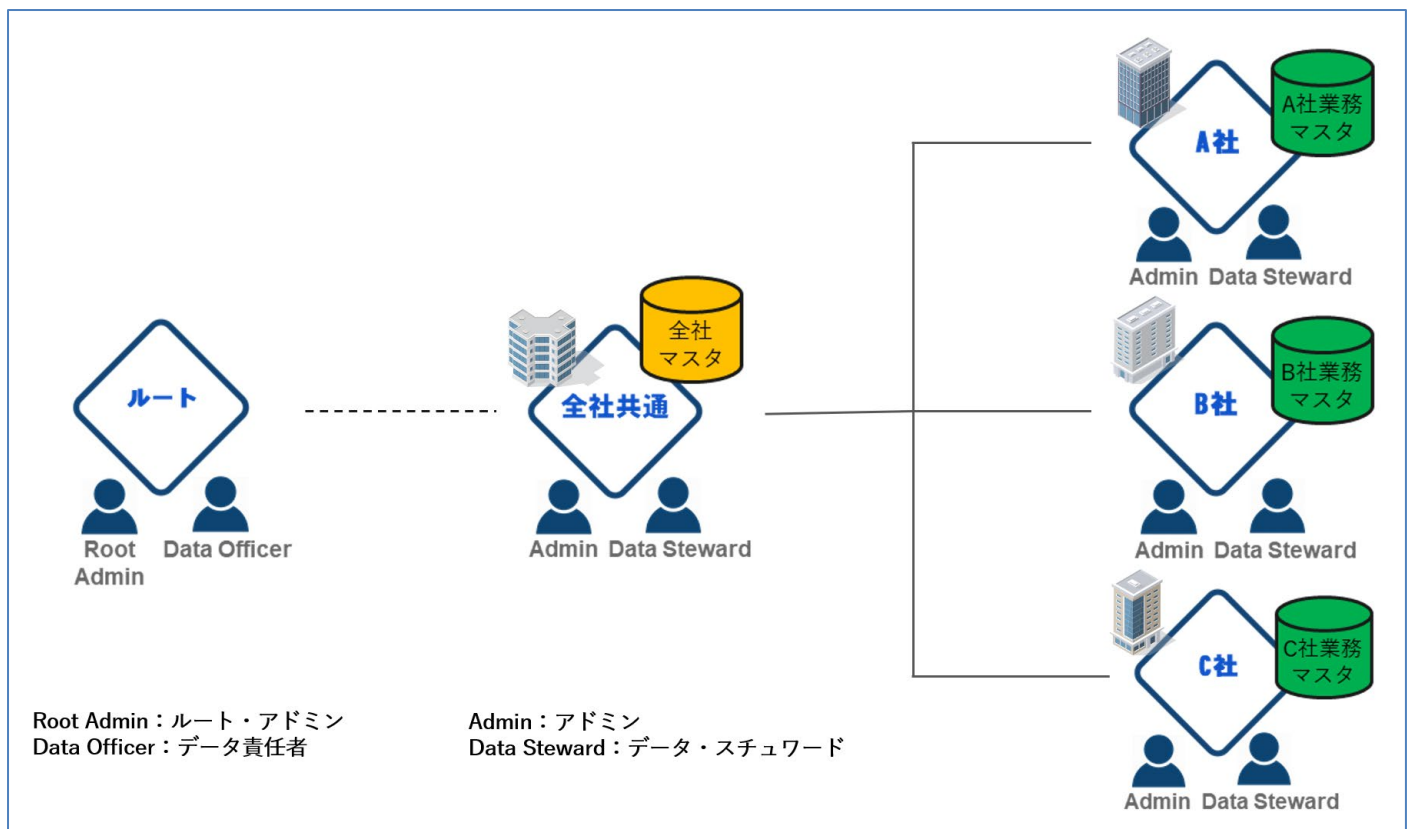 ルート
Root
Admin
Data Officer
全社
マスタ
全社共通
Admin
Data Steward
A社業務
マスタ
A社
Admin
Data Steward
B社業務
マスタ
B社
Admin
Data Steward
C社業務
マスタ
C社
Admin
Data Steward
Root Admin：ルート・アドミン
Data Officer：データ責任者
Admin：アドミン
Data Steward：データ・スチュワード